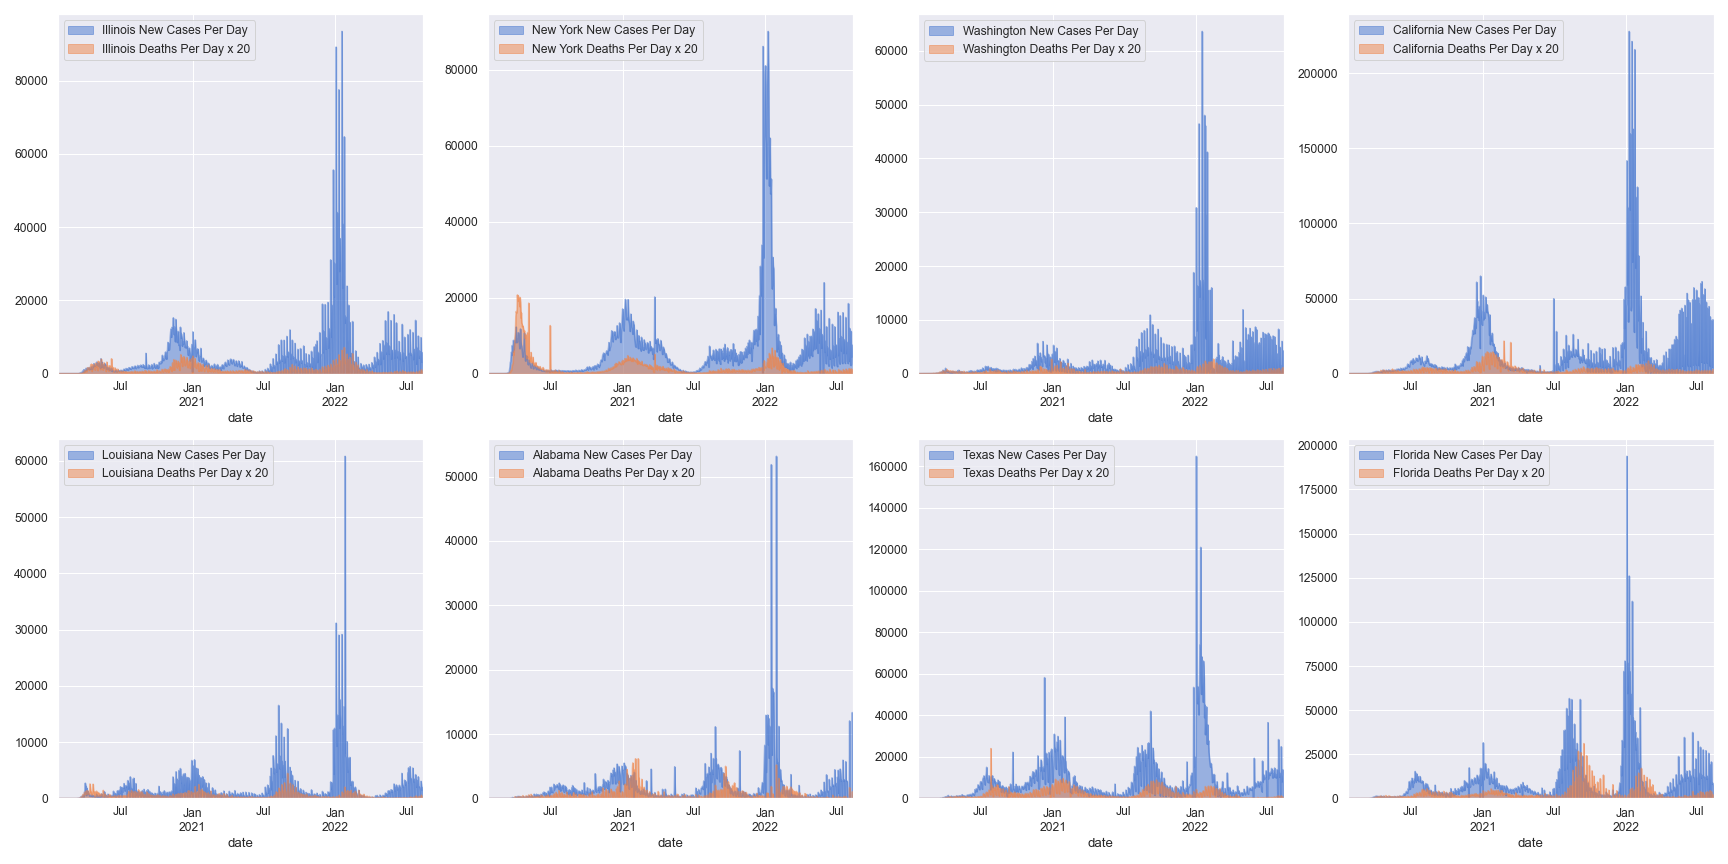 Illinois New Cases Per Day
Illinois Deaths Per Day x 20
80000
60000
40000
20000
0
Jul
Jan
2021
Jul
Jan
2022
Jul
date
New York New Cases Per Day
New York Deaths Per Day x 20
80000
60000
40000
20000
0
Jul
Jan
2021
Jul
Jan
2022
Jul
date
Washington New Cases Per Day
Washington Deaths Per Day x 20
60000
50000
40000
30000
20000
10000
0
Jul
Jan
2021
Jul
Jan
2022
Jul
date
California New Cases Per Day
California Deaths Per Day x 20
200000
150000
100000
50000
0
Jul
Jan
2021
Jul
Jan
2022
Jul
date
Louisiana New Cases Per Day
Louisiana Deaths Per Day x 20
60000
50000
40000
30000
20000
10000
0
Jul
Jan
2021
Jul
Jan
2022
Jul
date
Alabama New Cases Per Day
Alabama Deaths Per Day x 20
50000
40000
30000
20000
10000
0
Jul
Jan
2021
Jul
Jan
2022
Jul
date
Texas New Cases Per Day
Texas Deaths Per Day x 20
160000
140000
120000
100000
80000
60000
40000
20000
0
Jul
Jan
2021
Jul
Jan
2022
Jul
date
Florida New Cases Per Day
Florida Deaths Per Day x 20
200000
175000
150000
125000
100000
75000
50000
25000
0
Jul
Jan
2021
Jul
Jan
2022
Jul
date